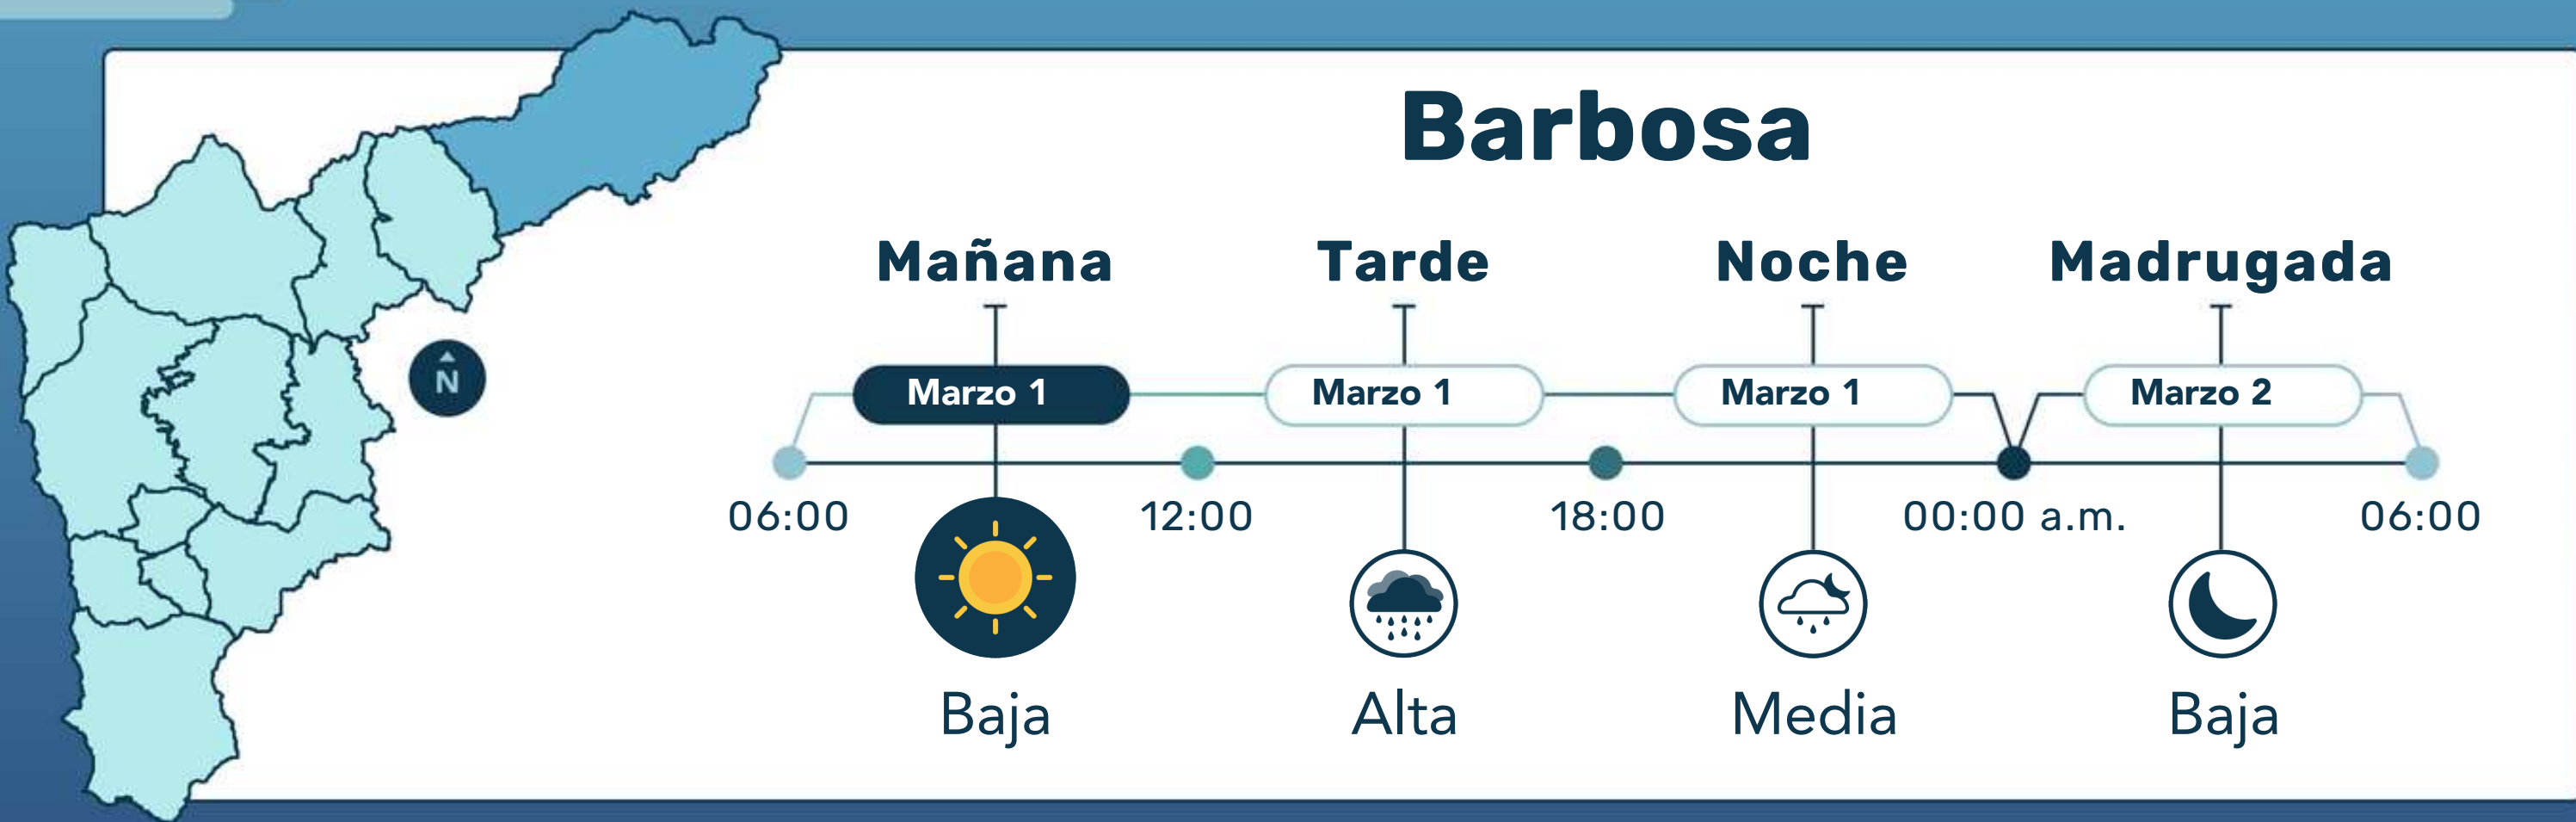 Barbosa
Mañana Tarde Noche Madrugada
N
Marzo 1 Marzo 1 Marzo 1 Marzo 2
06:00 12:00 18:00 00:00 a.m. 06:00
Baja Alta Media Baja